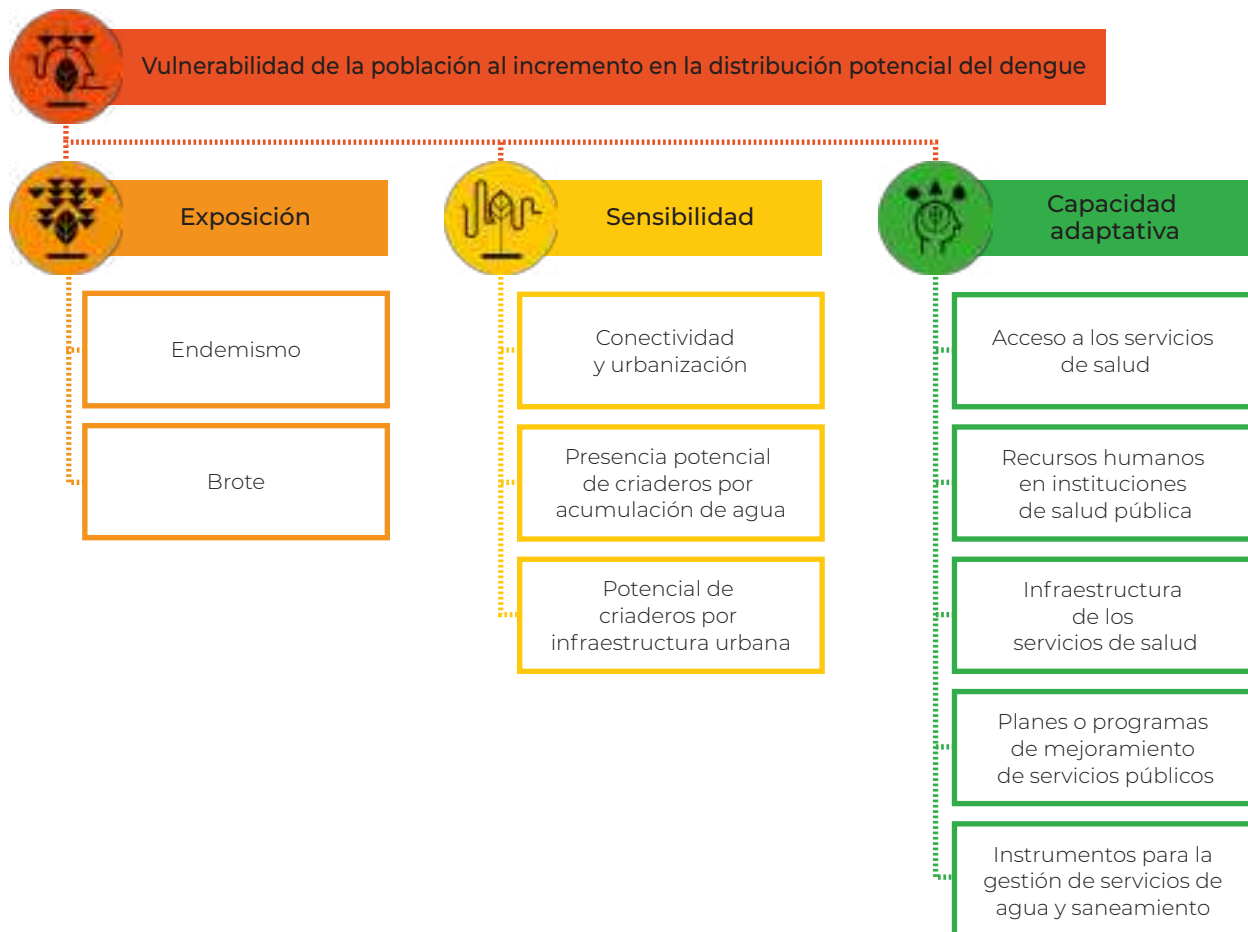 Vulnerabilidad de la población al incremento en la distribución potencial del dengue
Exposición
Endemismo
Brote
Sensibilidad
Conectividad
y urbanización
Presencia potencial
de criaderos por
acumulación de agua
Potencial de
criaderos por
infraestructura urbana
Capacidad
adaptativa
Acceso a los servicios
de salud
Recursos humanos
en instituciones
de salud pública
Infraestructura
de los
servicios de salud
Planes o programas
de mejoramiento
de servicios públicos
Instrumentos para la
gestión de servicios de
agua y saneamiento